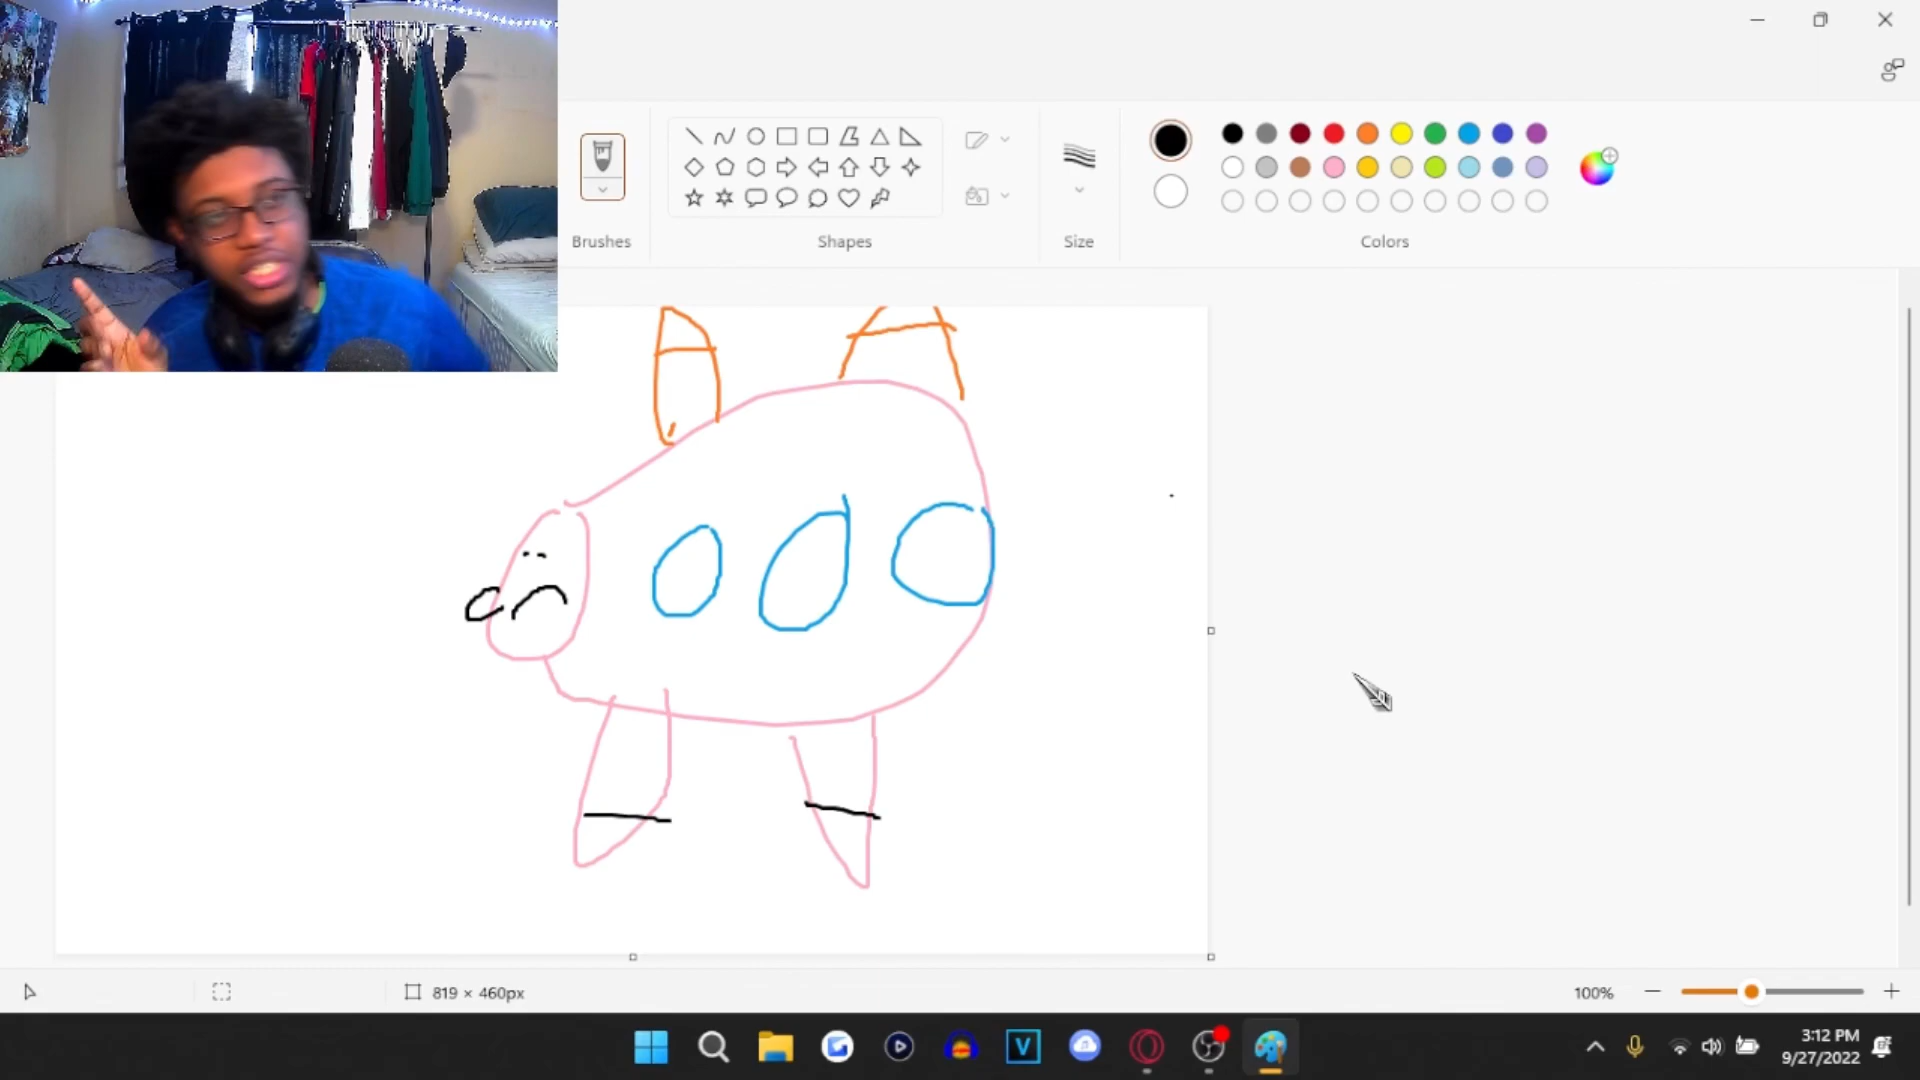 Brushes
Shapes
Size
Colors
819 × 460px
100%
V
3:12 PM
9/27/2022